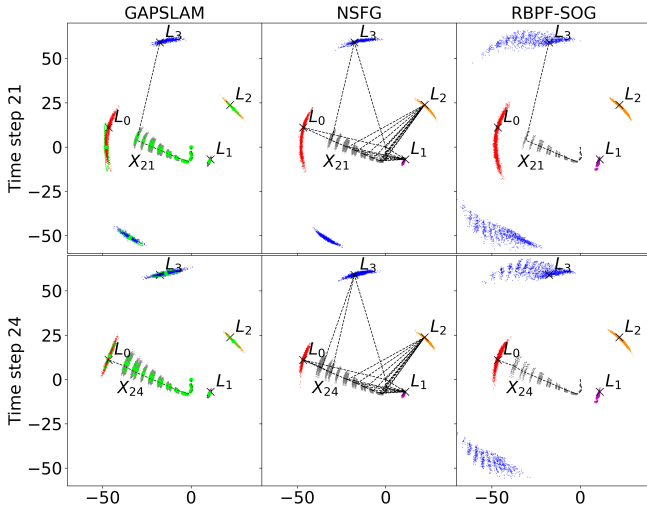 GAPSLAM NSFG RBPF-SOG
Time step 21
50
25
0
−25
−50
L₃ L₃ L₃
L₂ L₂ L₂
L₀ L₀ L₀
L₁ L₁ L₁
X₂₁ X₂₁ X₂₁
Time step 24
50
25
0
−25
−50
L₃ L₃ L₃
L₂ L₂ L₂
L₀ L₀ L₀
L₁ L₁ L₁
X₂₄ X₂₄ X₂₄
−50 0 −50 0 −50 0